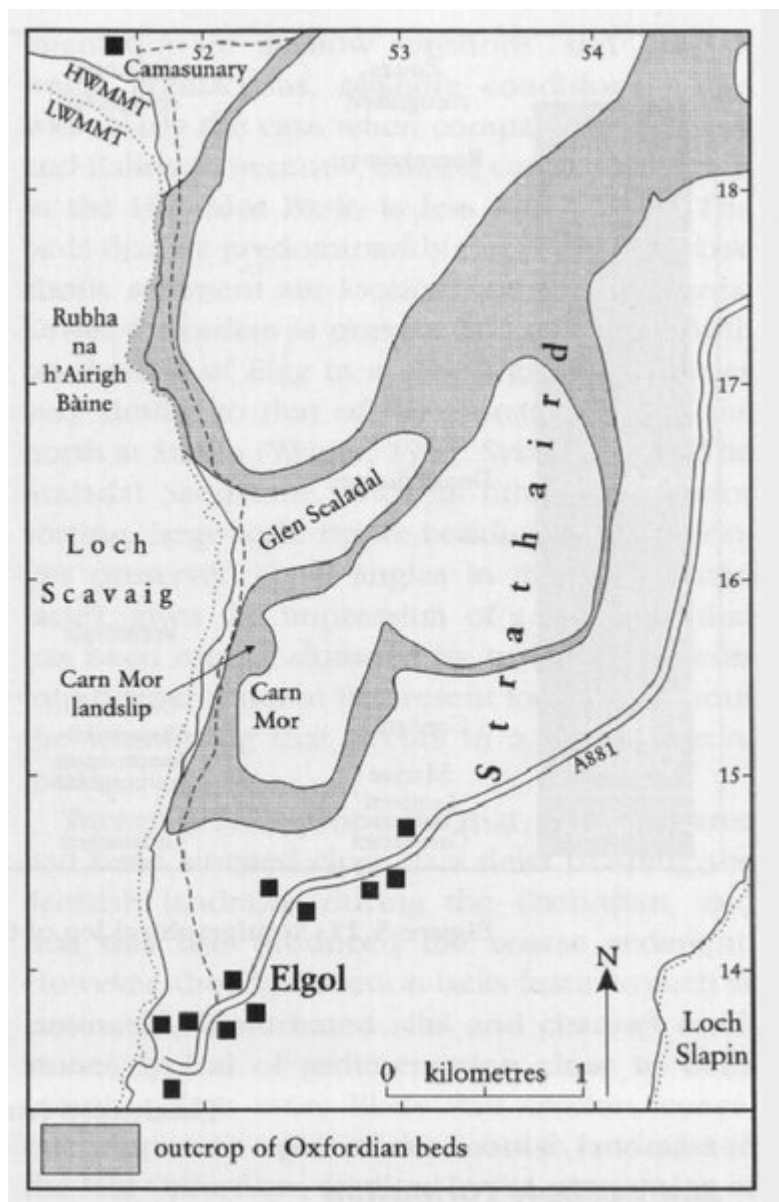 52
53
54
Camasunary
HWMMT
LWMMT
18
Rubha
na
h'Airigh
Bàine
17
Strathaird
Glen Scaladal
Loch
Scavaig
16
Carn Mor
landslip
Carn
Mor
15
A881
Elgol
14
N
Loch
Slapin
0 kilometres 1
outcrop of Oxfordian beds